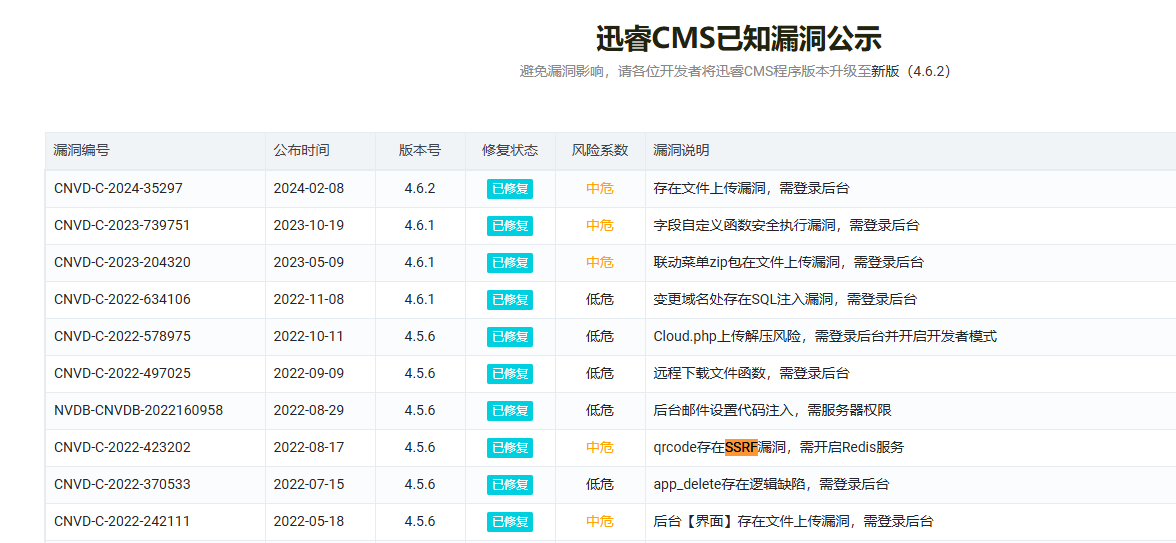 迅睿CMS已知漏洞公示
避免漏洞影响，请各位开发者将迅睿CMS程序版本升级至新版（4.6.2）
漏洞编号 公布时间 版本号 修复状态 风险系数 漏洞说明
CNVD-C-2024-35297 2024-02-08 4.6.2 已修复 中危 存在文件上传漏洞，需登录后台
CNVD-C-2023-739751 2023-10-19 4.6.1 已修复 中危 字段自定义函数安全执行漏洞，需登录后台
CNVD-C-2023-204320 2023-05-09 4.6.1 已修复 中危 联动菜单zip包在文件上传漏洞，需登录后台
CNVD-C-2022-634106 2022-11-08 4.6.1 已修复 低危 变更域名处存在SQL注入漏洞，需登录后台
CNVD-C-2022-578975 2022-10-11 4.5.6 已修复 低危 Cloud.php上传解压风险，需登录后台并开启开发者模式
CNVD-C-2022-497025 2022-09-09 4.5.6 已修复 低危 远程下载文件函数，需登录后台
NVDB-CNVDB-2022160958 2022-08-29 4.5.6 已修复 低危 后台邮件设置代码注入，需服务器权限
CNVD-C-2022-423202 2022-08-17 4.5.6 已修复 中危 qrcode存在SSRF漏洞，需开启Redis服务
CNVD-C-2022-370533 2022-07-15 4.5.6 已修复 低危 app_delete存在逻辑缺陷，需登录后台
CNVD-C-2022-242111 2022-05-18 4.5.6 已修复 中危 后台【界面】存在文件上传漏洞，需登录后台